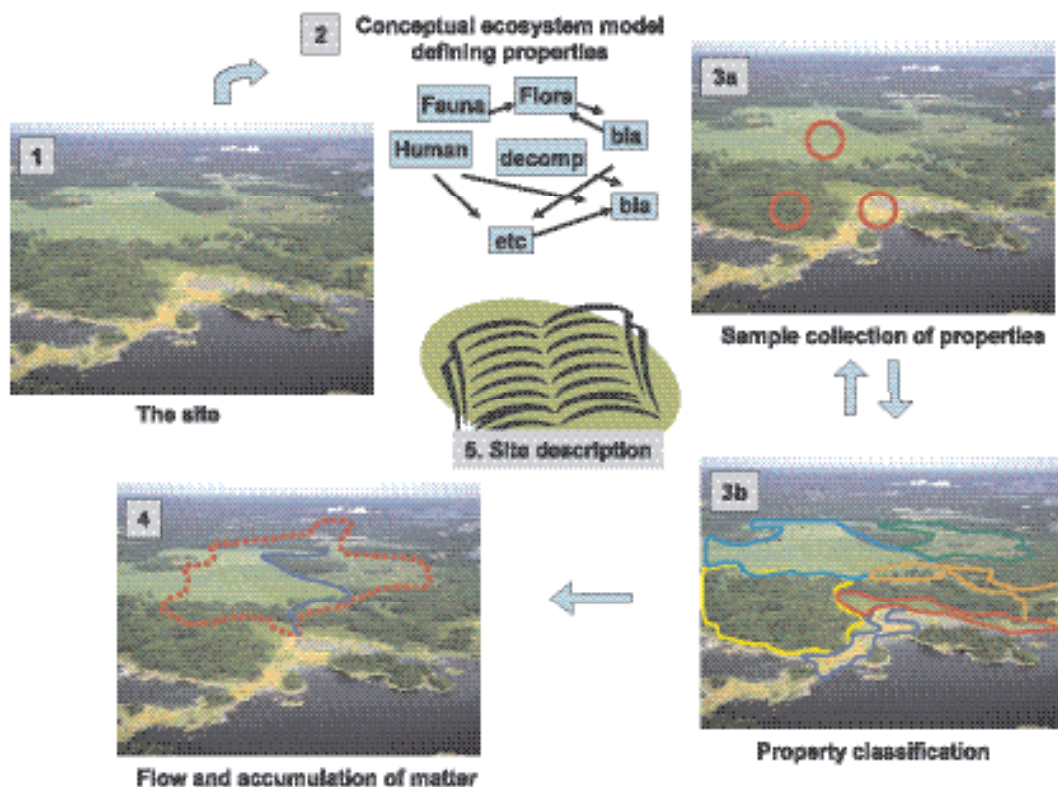 2
Conceptual ecosystem model
defining properties
Fauna
Flora
bla
Human
decomp
bla
etc
1
The site
3a
Sample collection of properties
3b
Property classification
4
Flow and accumulation of matter
5. Site description